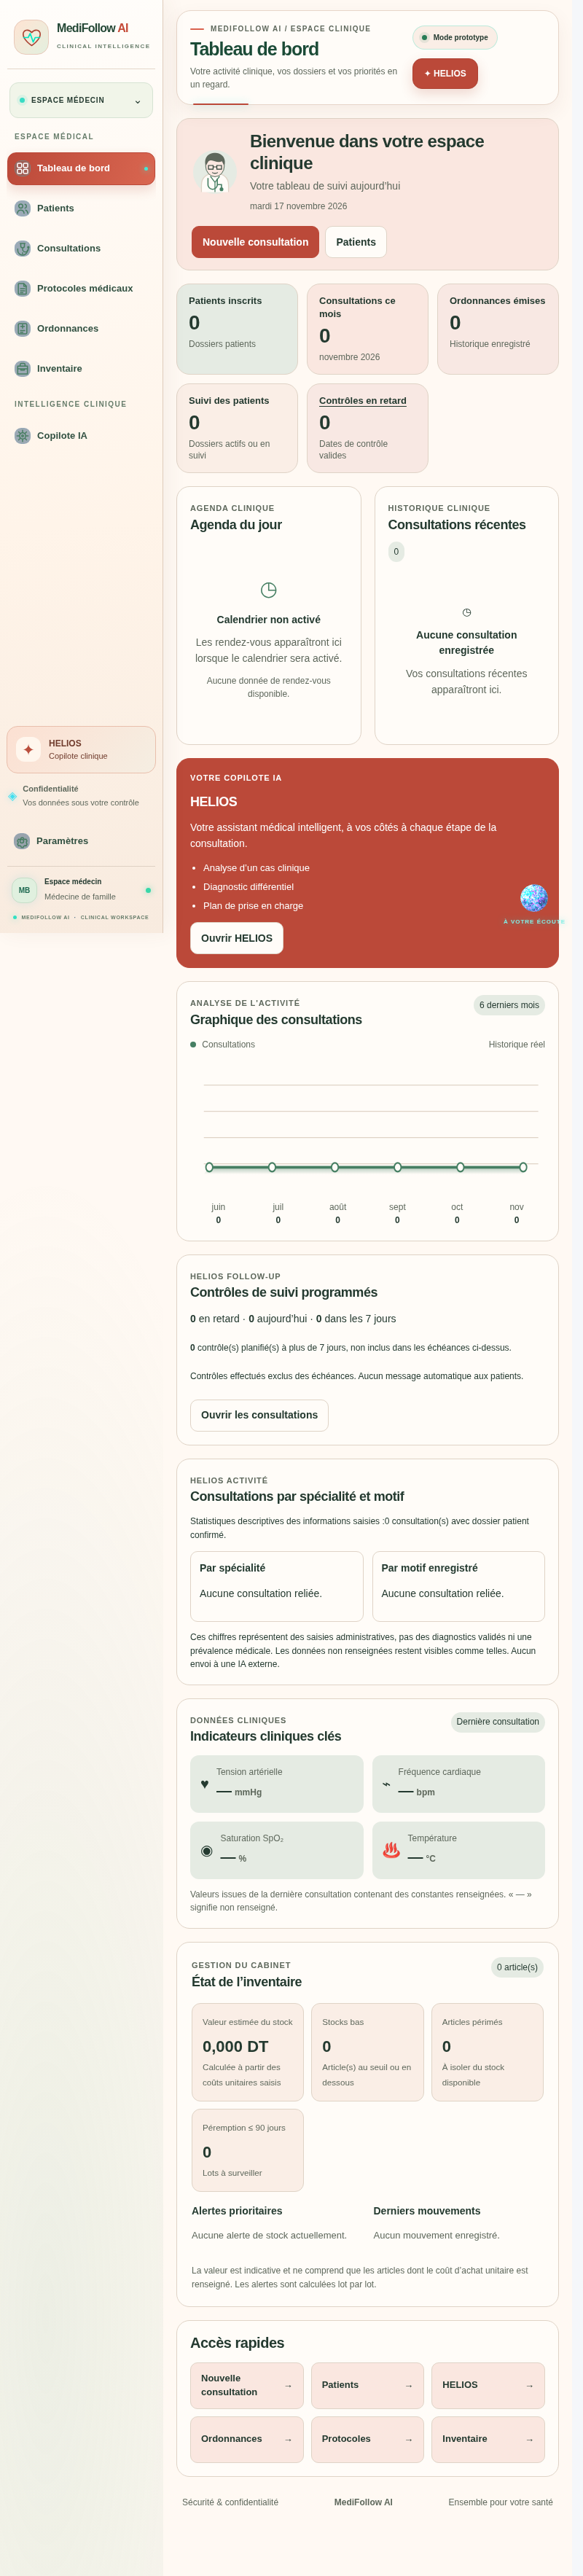 MediFollow AI
CLINICAL INTELLIGENCE
ESPACE MÉDECIN
ESPACE MÉDICAL
Tableau de bord
Patients
Consultations
Protocoles médicaux
Ordonnances
Inventaire
INTELLIGENCE CLINIQUE
Copilote IA
HELIOS
Copilote clinique
Confidentialité
Vos données sous votre contrôle
Paramètres
MB
Espace médecin
Médecine de famille
MEDIFOLLOW AI · CLINICAL WORKSPACE
MEDIFOLLOW AI / ESPACE CLINIQUE
Tableau de bord
Votre activité clinique, vos dossiers et vos priorités en
un regard.
Mode prototype
✦ HELIOS
Bienvenue dans votre espace
clinique
Votre tableau de suivi aujourd’hui
mardi 17 novembre 2026
Nouvelle consultation
Patients
Patients inscrits
0
Dossiers patients
Consultations ce
mois
0
novembre 2026
Ordonnances émises
0
Historique enregistré
Suivi des patients
0
Dossiers actifs ou en
suivi
Contrôles en retard
0
Dates de contrôle
valides
AGENDA CLINIQUE
Agenda du jour
Calendrier non activé
Les rendez-vous apparaîtront ici
lorsque le calendrier sera activé.
Aucune donnée de rendez-vous
disponible.
HISTORIQUE CLINIQUE
Consultations récentes
0
Aucune consultation
enregistrée
Vos consultations récentes
apparaîtront ici.
VOTRE COPILOTE IA
HELIOS
Votre assistant médical intelligent, à vos côtés à chaque étape de la
consultation.
• Analyse d’un cas clinique
• Diagnostic différentiel
• Plan de prise en charge
Ouvrir HELIOS
À VOTRE ÉCOUTE
ANALYSE DE L’ACTIVITÉ
Graphique des consultations
6 derniers mois
Consultations
Historique réel
juin juil août sept oct nov
0 0 0 0 0 0
HELIOS FOLLOW-UP
Contrôles de suivi programmés
0 en retard · 0 aujourd’hui · 0 dans les 7 jours
0 contrôle(s) planifié(s) à plus de 7 jours, non inclus dans les échéances ci-dessus.
Contrôles effectués exclus des échéances. Aucun message automatique aux patients.
Ouvrir les consultations
HELIOS ACTIVITÉ
Consultations par spécialité et motif
Statistiques descriptives des informations saisies :0 consultation(s) avec dossier patient
confirmé.
Par spécialité
Aucune consultation reliée.
Par motif enregistré
Aucune consultation reliée.
Ces chiffres représentent des saisies administratives, pas des diagnostics validés ni une
prévalence médicale. Les données non renseignées restent visibles comme telles. Aucun
envoi à une IA externe.
DONNÉES CLINIQUES
Indicateurs cliniques clés
Dernière consultation
Tension artérielle
— mmHg
Fréquence cardiaque
— bpm
Saturation SpO₂
— %
Température
— °C
Valeurs issues de la dernière consultation contenant des constantes renseignées. « — »
signifie non renseigné.
GESTION DU CABINET
État de l’inventaire
0 article(s)
Valeur estimée du stock
0,000 DT
Calculée à partir des
coûts unitaires saisis
Stocks bas
0
Article(s) au seuil ou en
dessous
Articles périmés
0
À isoler du stock
disponible
Péremption ≤ 90 jours
0
Lots à surveiller
Alertes prioritaires
Aucune alerte de stock actuellement.
Derniers mouvements
Aucun mouvement enregistré.
La valeur est indicative et ne comprend que les articles dont le coût d’achat unitaire est
renseigné. Les alertes sont calculées lot par lot.
Accès rapides
Nouvelle
consultation →
Patients →
HELIOS →
Ordonnances →
Protocoles →
Inventaire →
Sécurité & confidentialité
MediFollow AI
Ensemble pour votre santé